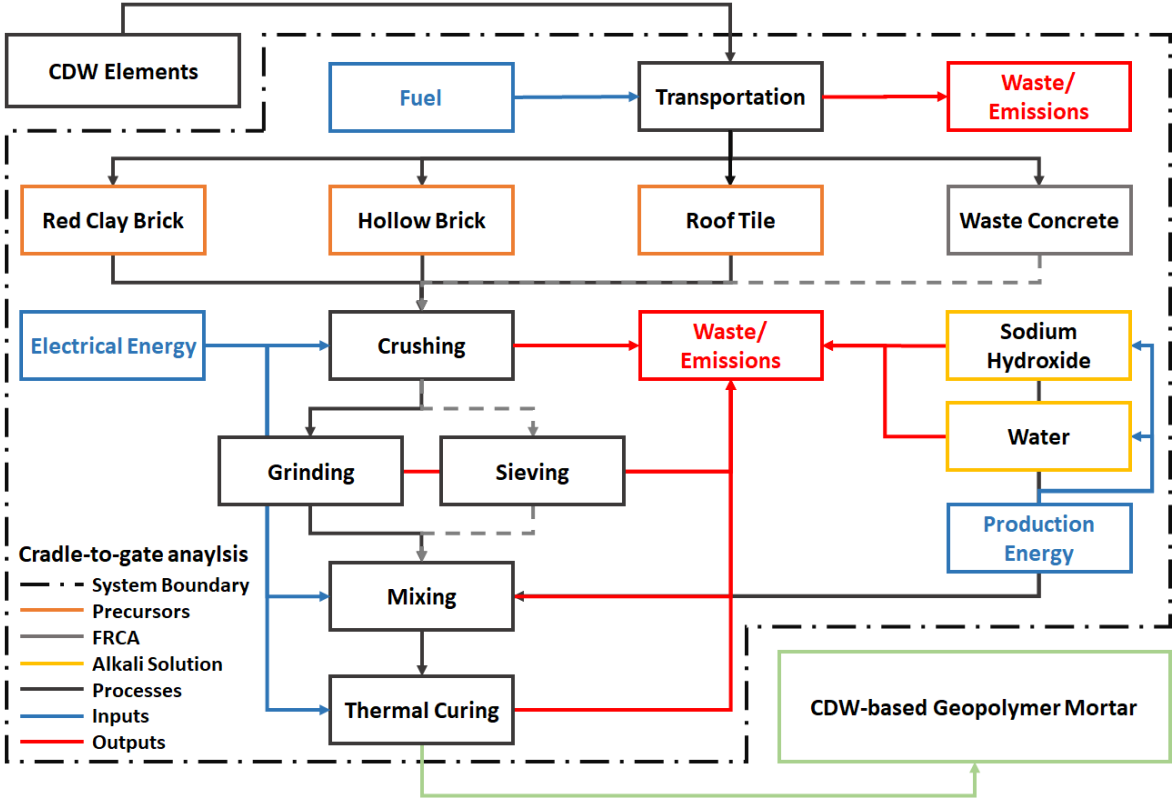 CDW Elements
Fuel
Transportation
Waste/
Emissions
Red Clay Brick
Hollow Brick
Roof Tile
Waste Concrete
Electrical Energy
Crushing
Waste/
Emissions
Sodium
Hydroxide
Grinding
Sieving
Water
Production
Energy
Mixing
Thermal Curing
CDW-based Geopolymer Mortar
Cradle-to-gate anaylsis
System Boundary
Precursors
FRCA
Alkali Solution
Processes
Inputs
Outputs